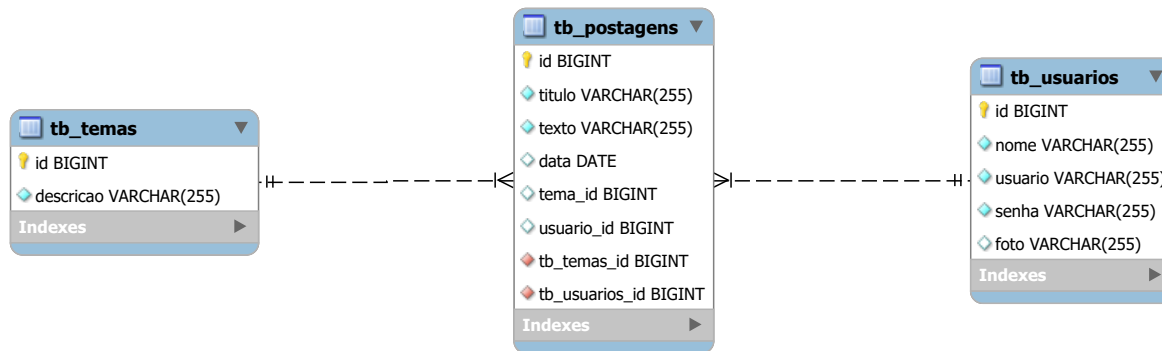 tb_temas
id BIGINT
descricao VARCHAR(255)
Indexes
tb_postagens
id BIGINT
titulo VARCHAR(255)
texto VARCHAR(255)
data DATE
tema_id BIGINT
usuario_id BIGINT
tb_temas_id BIGINT
tb_usuarios_id BIGINT
Indexes
tb_usuarios
id BIGINT
nome VARCHAR(255)
usuario VARCHAR(255)
senha VARCHAR(255)
foto VARCHAR(255)
Indexes